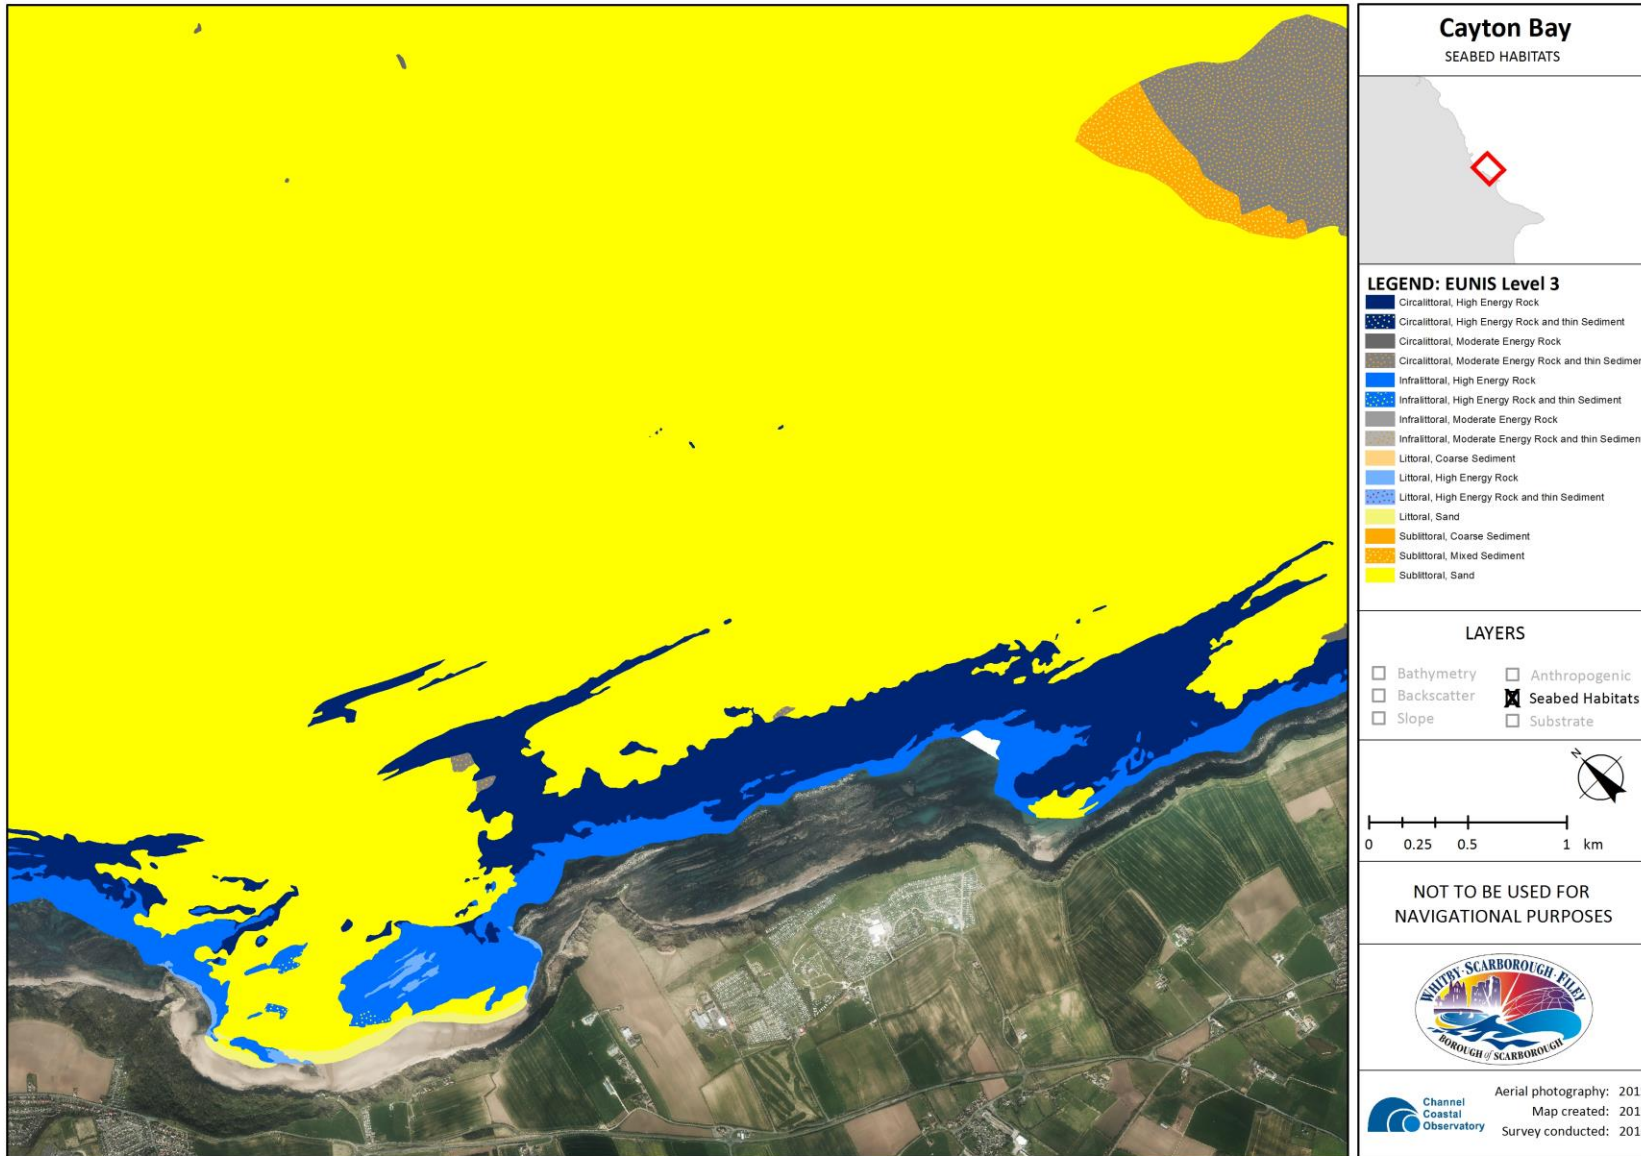 Cayton Bay
SEABED HABITATS
LEGEND: EUNIS Level 3
Circalittoral, High Energy Rock
Circalittoral, High Energy Rock and thin Sediment
Circalittoral, Moderate Energy Rock
Circalittoral, Moderate Energy Rock and thin Sedimen
Infralittoral, High Energy Rock
Infralittoral, High Energy Rock and thin Sediment
Infralittoral, Moderate Energy Rock
Infralittoral, Moderate Energy Rock and thin Sedimen
Littoral, Coarse Sediment
Littoral, High Energy Rock
Littoral, High Energy Rock and thin Sediment
Littoral, Sand
Sublittoral, Coarse Sediment
Sublittoral, Mixed Sediment
Sublittoral, Sand
LAYERS
Bathymetry
Anthropogenic
Backscatter
X Seabed Habitats
Slope
Substrate
N
0 0.25 0.5 1 km
NOT TO BE USED FOR
NAVIGATIONAL PURPOSES
WHITBY·SCARBOROUGH·FILEY
BOROUGH of SCARBOROUGH
Channel
Coastal
Observatory
Aerial photography: 201
Map created: 201
Survey conducted: 201